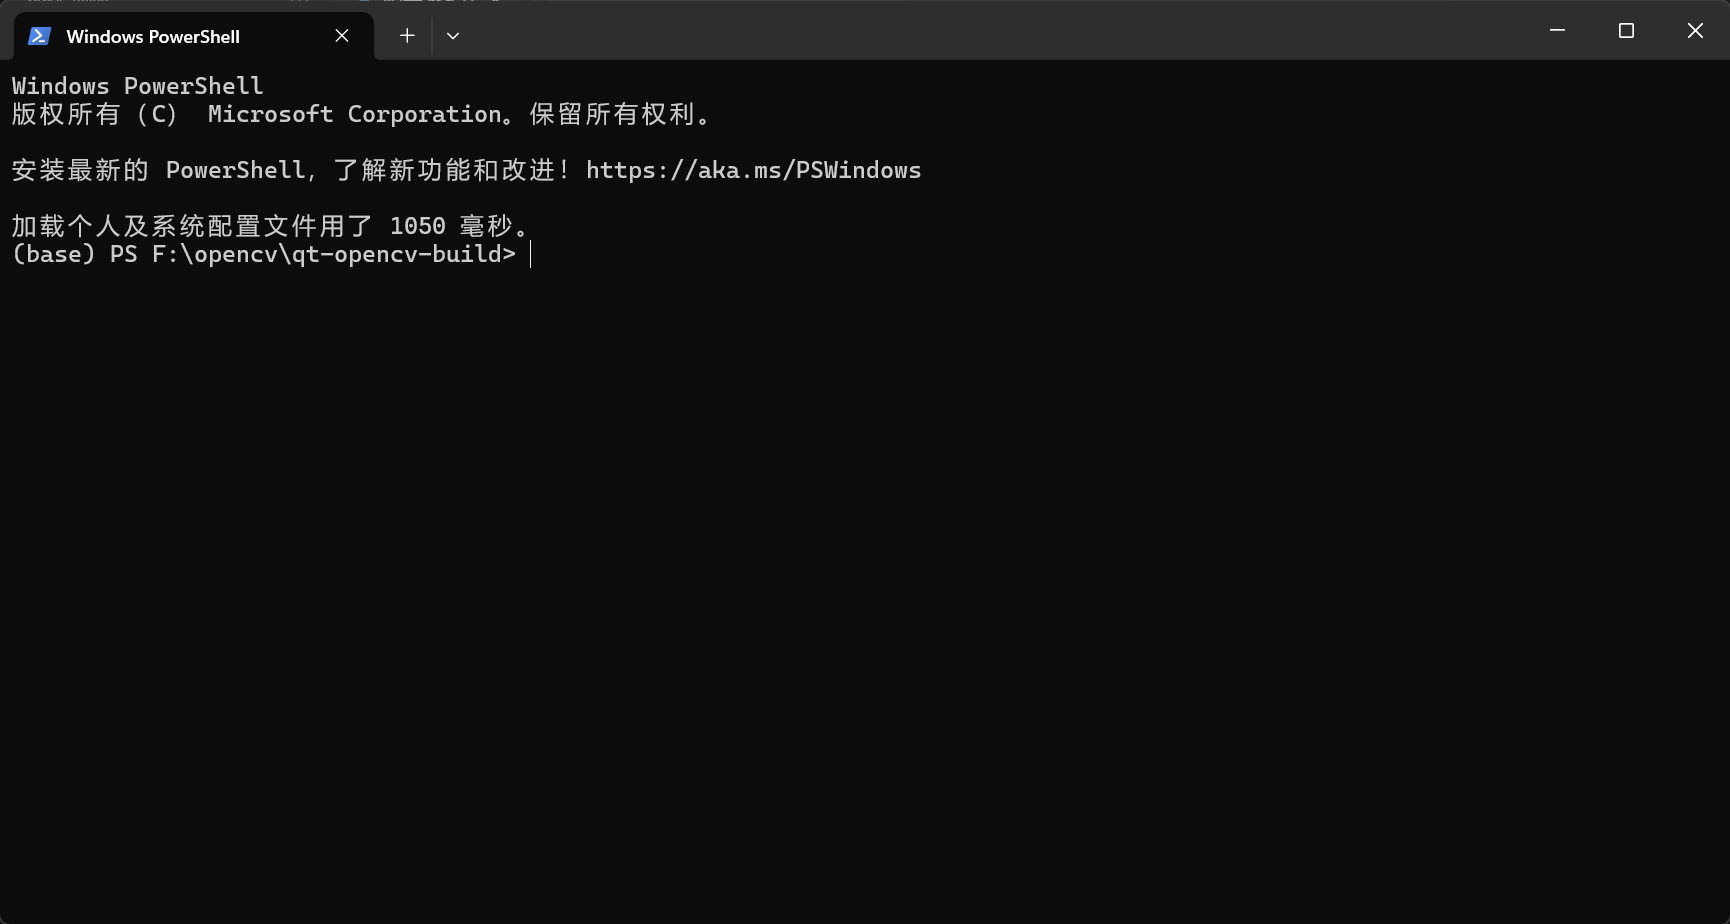 Windows PowerShell
Windows PowerShell
版权所有 (C)  Microsoft Corporation。保留所有权利。
安装最新的 PowerShell，了解新功能和改进！https://aka.ms/PSWindows
加载个人及系统配置文件用了 1050 毫秒。
(base) PS F:\opencv\qt-opencv-build>